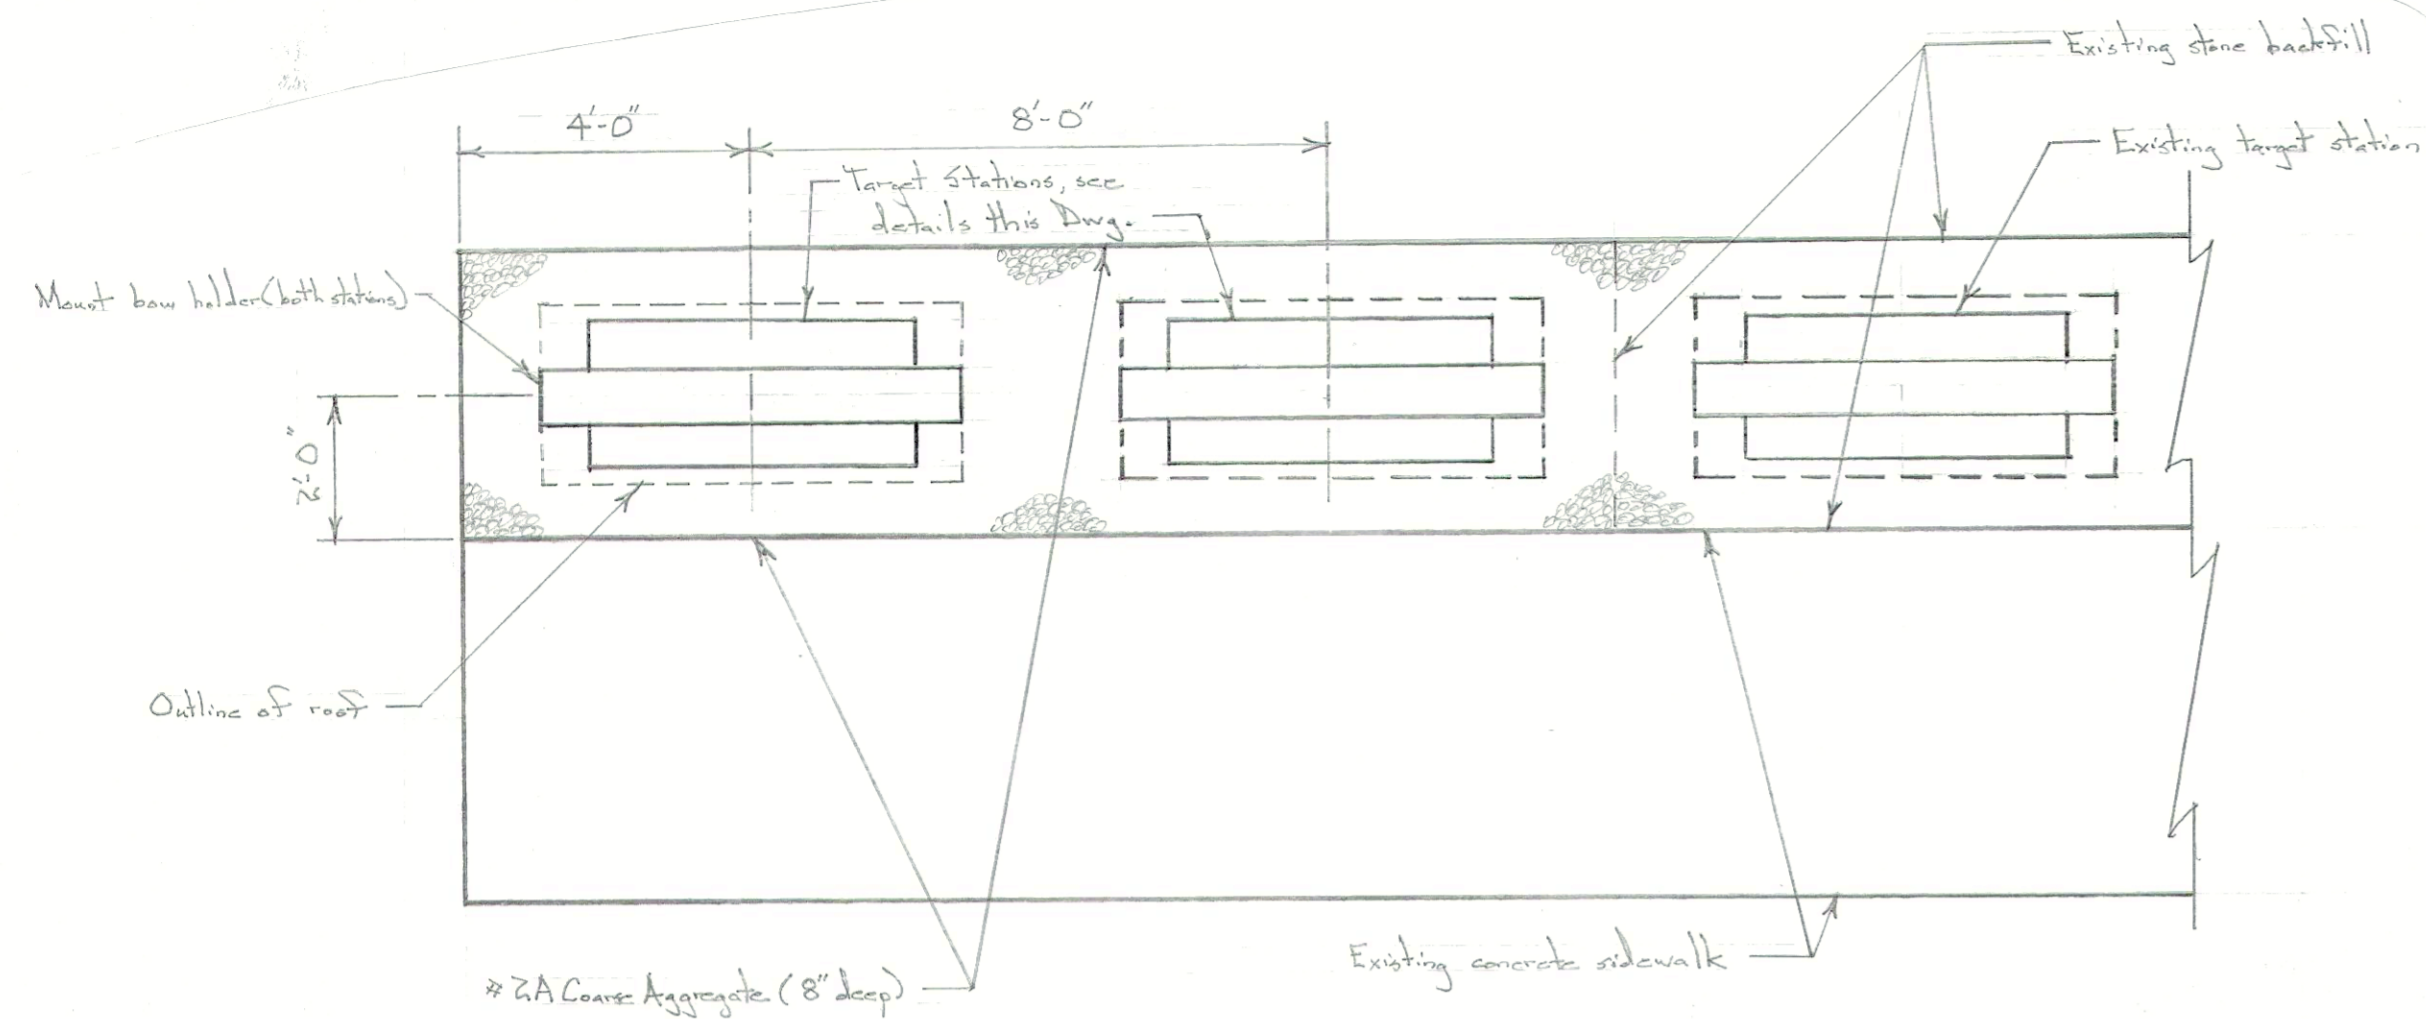 Existing stone backfill
4'-0"
8'-0"
Existing target station
Target Stations, see
details this Dwg.
Mount bow holder (both stations)
2'-0"
Outline of roof
Existing concrete sidewalk
# 2A Coarse Aggregate (8" deep)